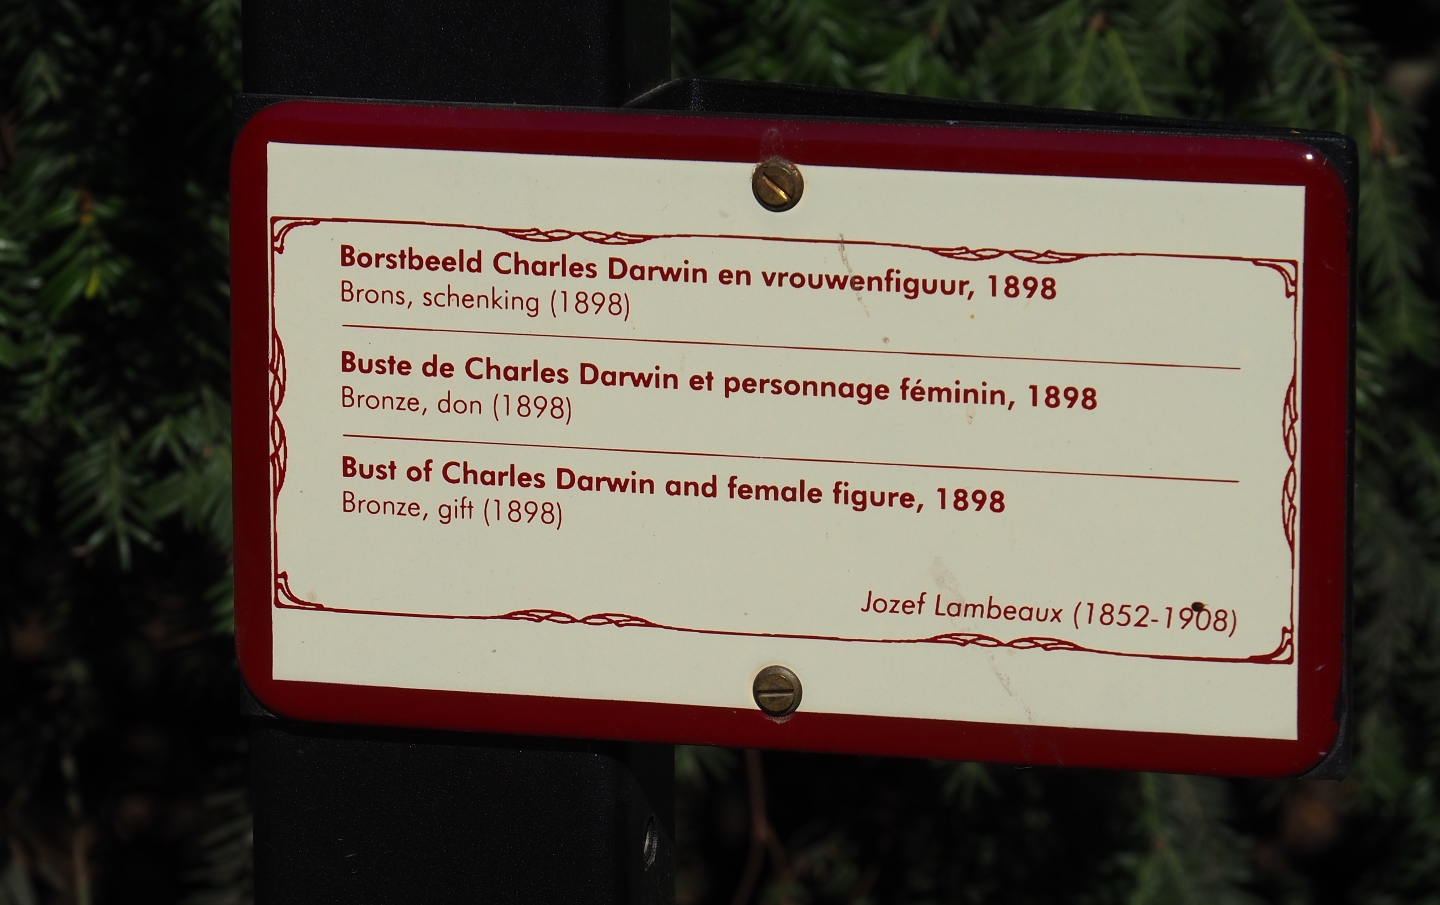 Borstbeeld Charles Darwin en vrouwenfiguur, 1898
Brons, schenking (1898)
Buste de Charles Darwin et personnage féminin, 1898
Bronze, don (1898)
Bust of Charles Darwin and female figure, 1898
Bronze, gift (1898)
Jozef Lambeaux (1852-1908)